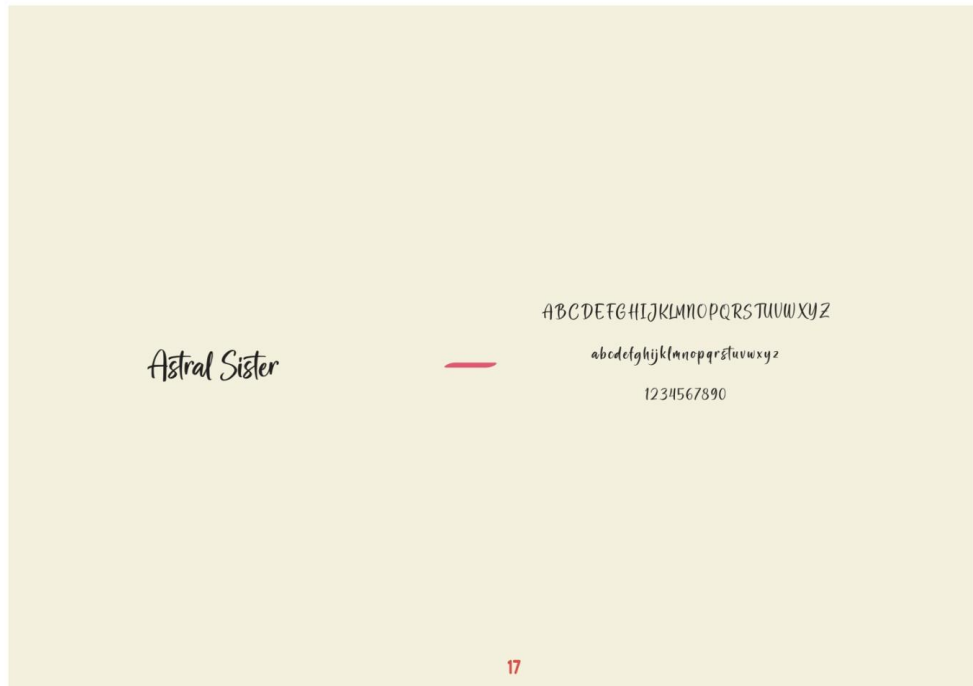 Astral Sister
ABCDEFGHIJKLMNOPQRSTUVWXYZ
abcdefghijklmnopqrstuvwxyz
1234567890
17